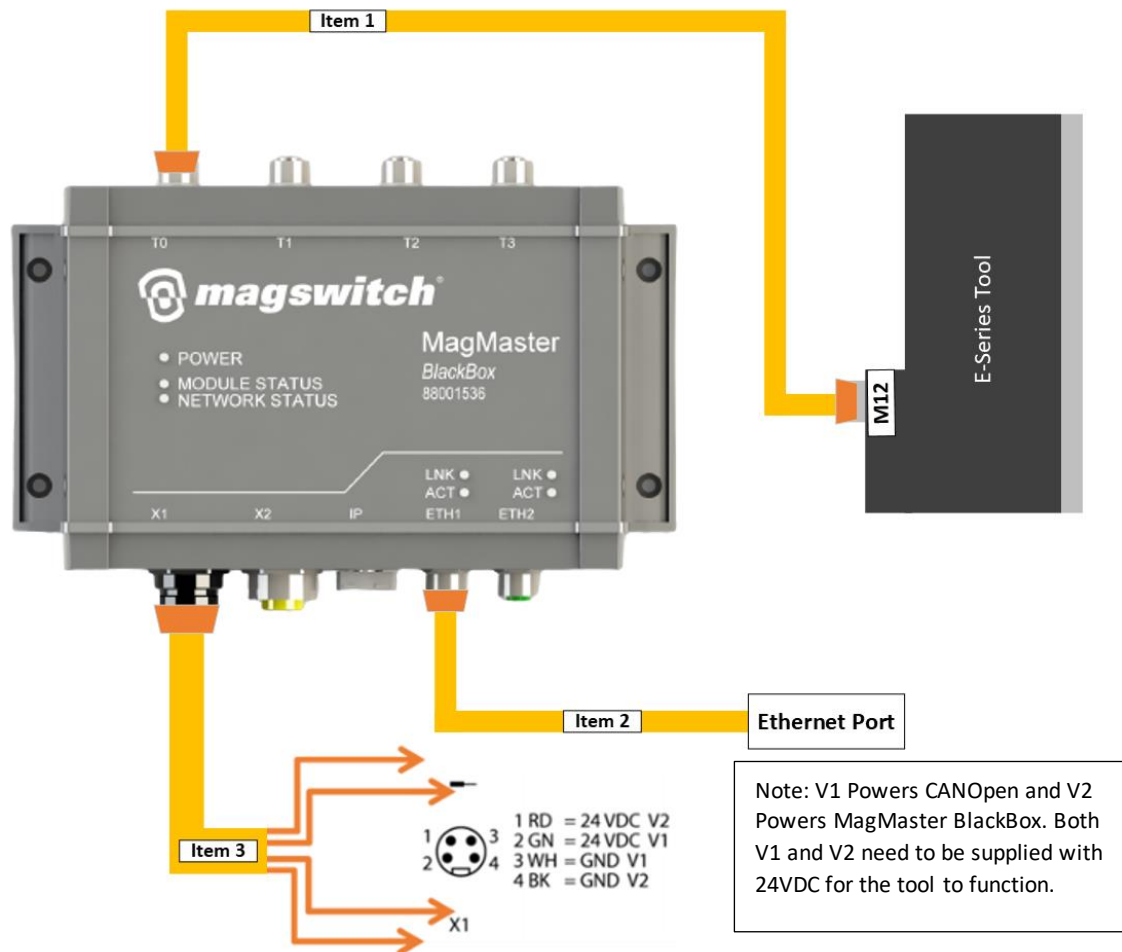 Item 1
T0 T1 T2 T3
magswitch®
MagMaster
BlackBox
88001536
POWER
MODULE STATUS
NETWORK STATUS
LNK LNK
ACT ACT
X1 X2 IP ETH1 ETH2
E-Series Tool
M12
Item 2
Ethernet Port
Item 3
1 3
2 4
1 RD = 24 VDC V2
2 GN = 24 VDC V1
3 WH = GND V1
4 BK = GND V2
X1
Note: V1 Powers CANOpen and V2
Powers MagMaster BlackBox. Both
V1 and V2 need to be supplied with
24VDC for the tool to function.